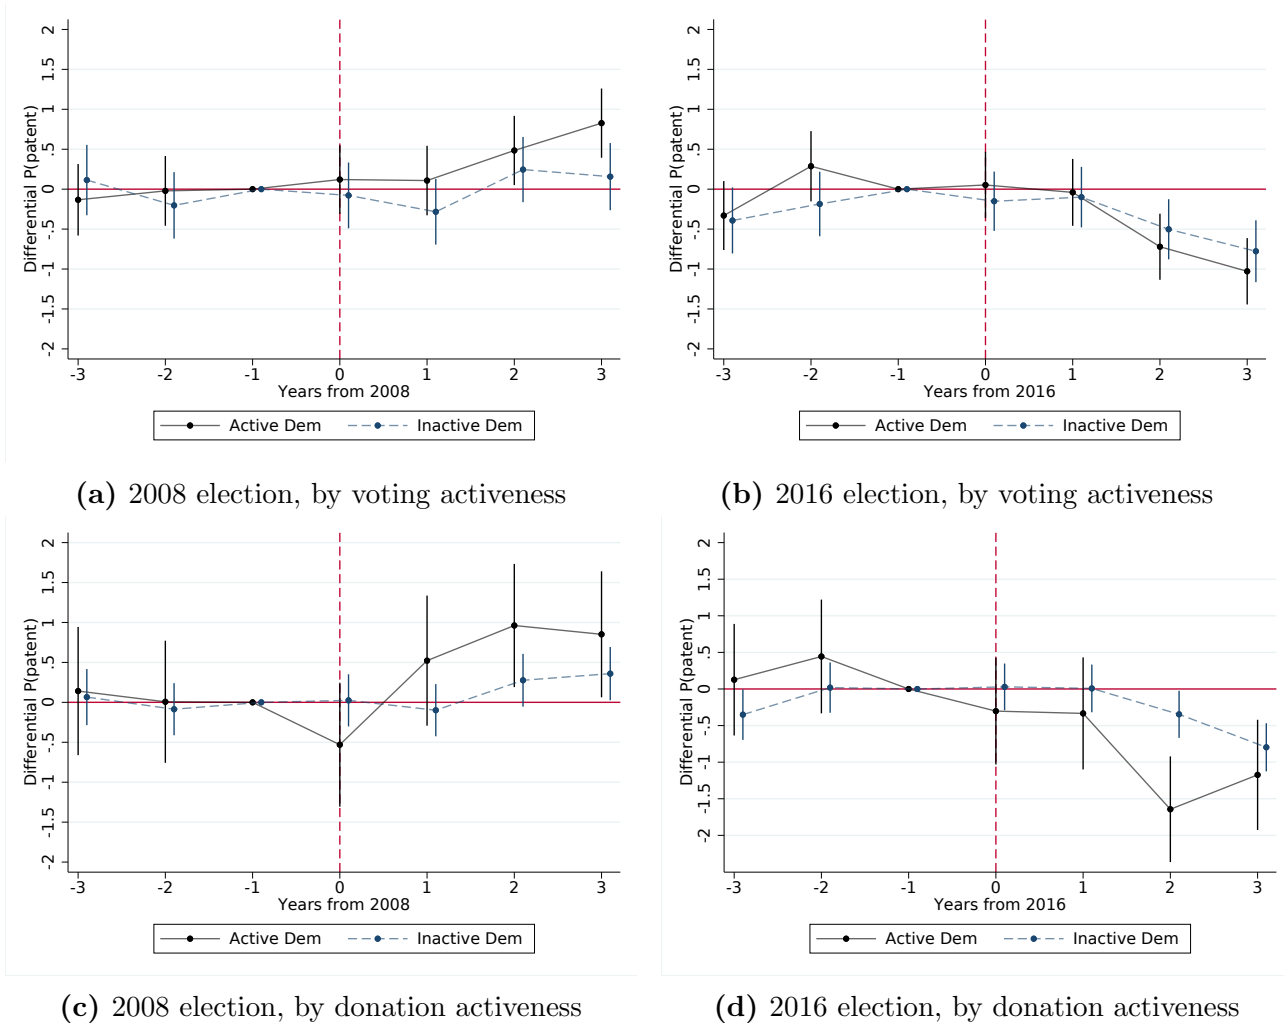 Differential P(patent)
2
1.5
1
.5
0
-.5
-1
-1.5
-2
-3 -2 -1 0 1 2 3
Years from 2008
Active Dem Inactive Dem
(a) 2008 election, by voting activeness
Differential P(patent)
2
1.5
1
.5
0
-.5
-1
-1.5
-2
-3 -2 -1 0 1 2 3
Years from 2016
Active Dem Inactive Dem
(b) 2016 election, by voting activeness
Differential P(patent)
2
1.5
1
.5
0
-.5
-1
-1.5
-2
-3 -2 -1 0 1 2 3
Years from 2008
Active Dem Inactive Dem
(c) 2008 election, by donation activeness
Differential P(patent)
2
1.5
1
.5
0
-.5
-1
-1.5
-2
-3 -2 -1 0 1 2 3
Years from 2016
Active Dem Inactive Dem
(d) 2016 election, by donation activeness